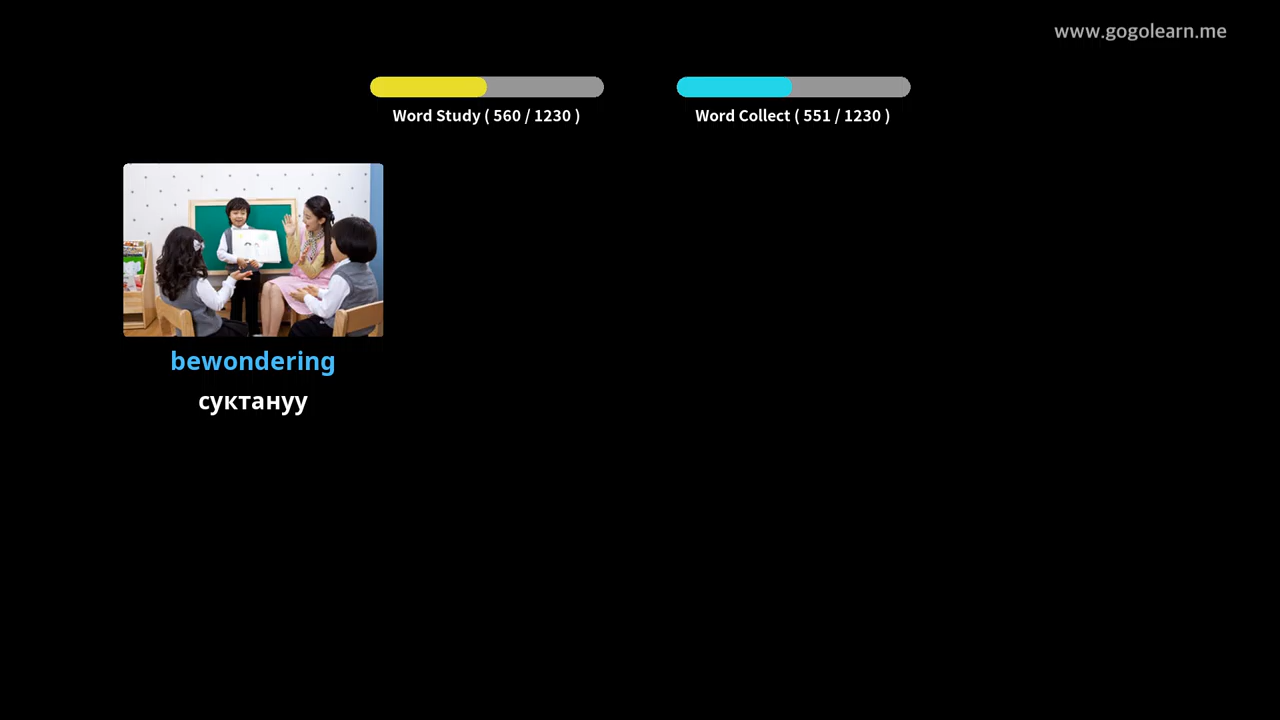 www.gogolearn.me
Word Study ( 560 / 1230 )
Word Collect ( 551 / 1230 )
bewondering
суктануу